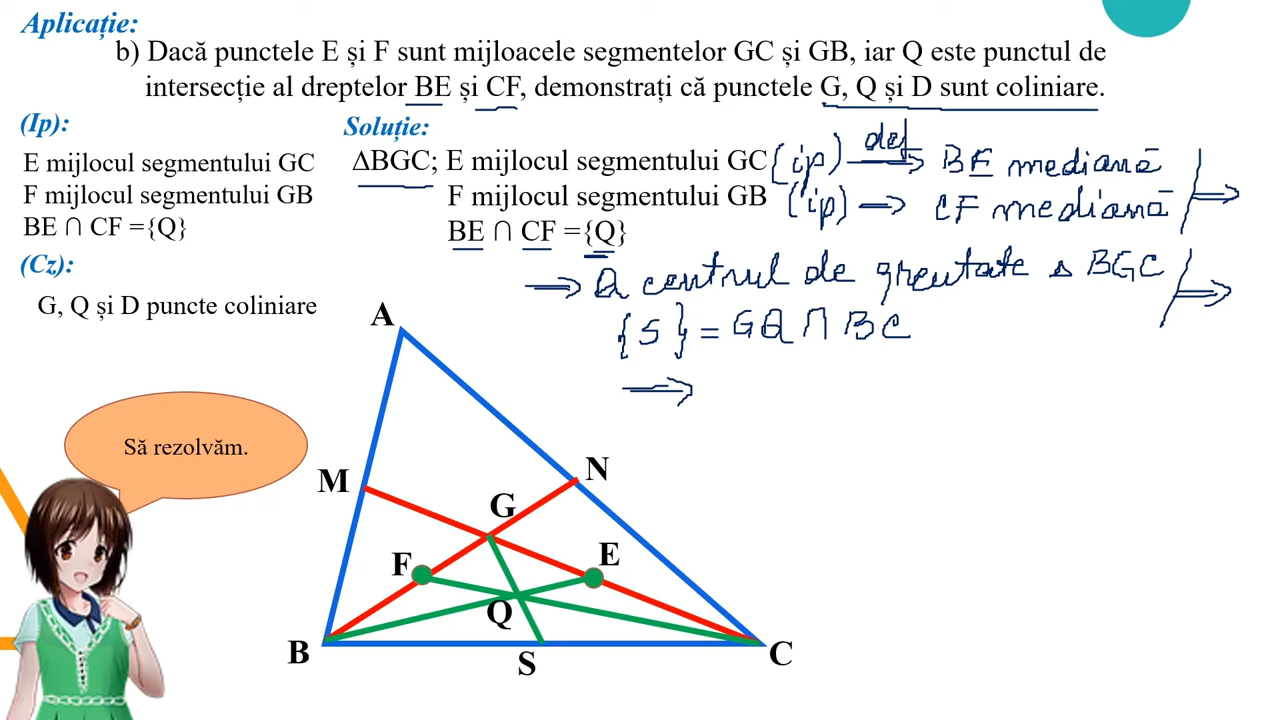 Aplicație:
b) Dacă punctele E și F sunt mijloacele segmentelor GC și GB, iar Q este punctul de
intersecție al dreptelor BE și CF, demonstrați că punctele G, Q și D sunt coliniare.
(Ip):
E mijlocul segmentului GC
F mijlocul segmentului GB
BE ∩ CF ={Q}
(Cz):
G, Q și D puncte coliniare
Soluție:
ΔBGC; E mijlocul segmentului GC (ip) def ⟹ BE mediană
F mijlocul segmentului GB (ip) ⟹ CF mediană ⟹
BE ∩ CF ={Q}
⟹ Q centrul de greutate Δ BGC ⟹
{S} = GQ ∩ BC
⟹
Să rezolvăm.
A
M
N
G
F
E
Q
B
S
C